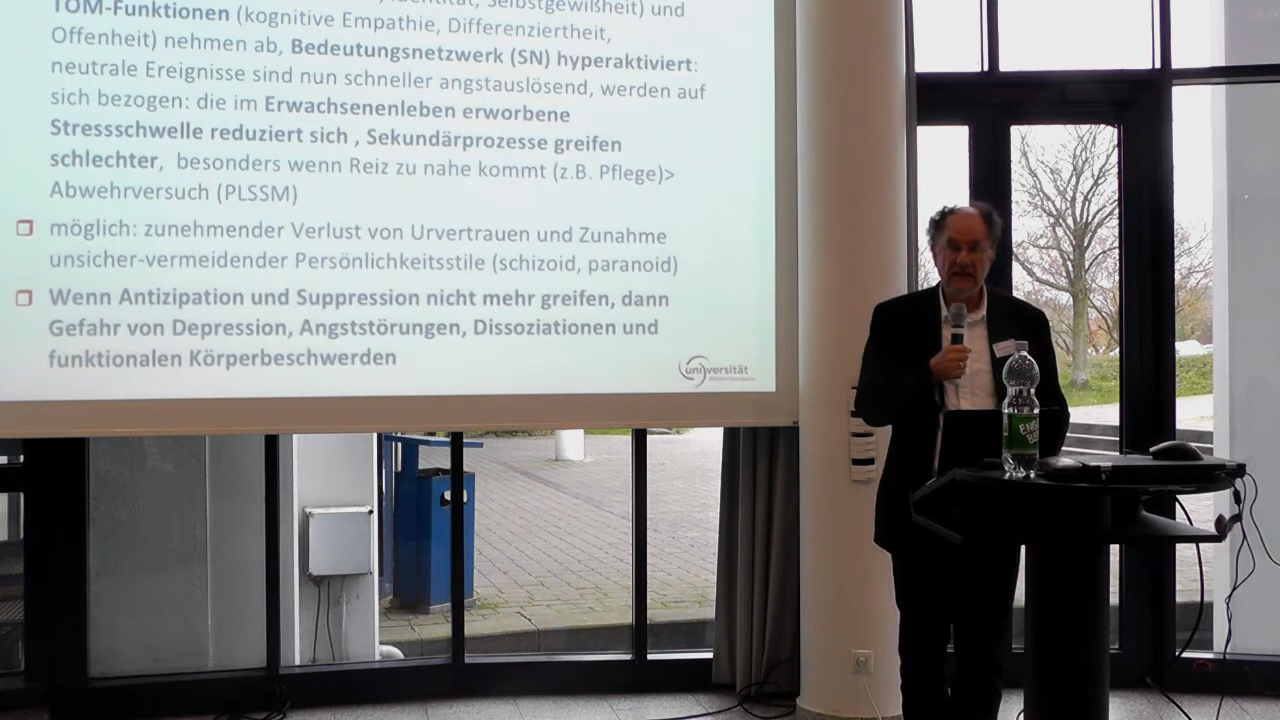 Identität, Selbstgewißheit) und
TOM-Funktionen (kognitive Empathie, Differenziertheit,
Offenheit) nehmen ab, Bedeutungsnetzwerk (SN) hyperaktiviert:
neutrale Ereignisse sind nun schneller angstauslösend, werden auf
sich bezogen: die im Erwachsenenleben erworbene
Stressschwelle reduziert sich , Sekundärprozesse greifen
schlechter, besonders wenn Reiz zu nahe kommt (z.B. Pflege)>
Abwehrversuch (PLSSM)
möglich: zunehmender Verlust von Urvertrauen und Zunahme
unsicher-vermeidender Persönlichkeitsstile (schizoid, paranoid)
Wenn Antizipation und Suppression nicht mehr greifen, dann
Gefahr von Depression, Angststörungen, Dissoziationen und
funktionalen Körperbeschwerden
universität